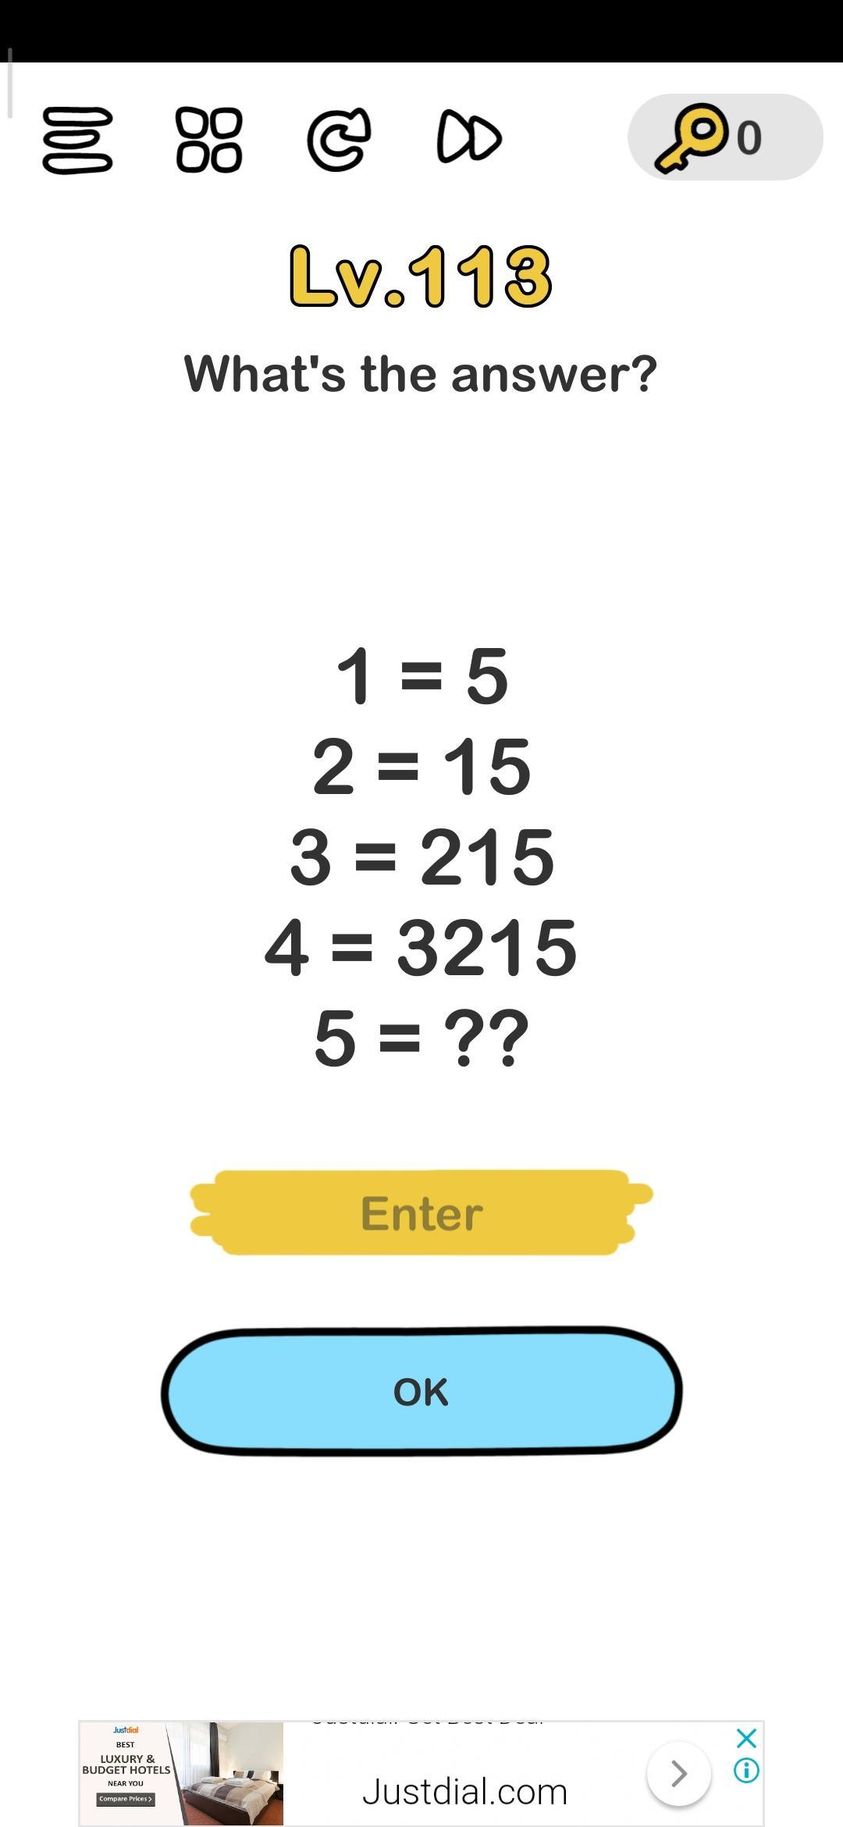 0
Lv.113
What's the answer?
1 = 5
2 = 15
3 = 215
4 = 3215
5 = ??
Enter
OK
Justdial
BEST
LUXURY &
BUDGET HOTELS
NEAR YOU
Compare Prices >
Justdial.com